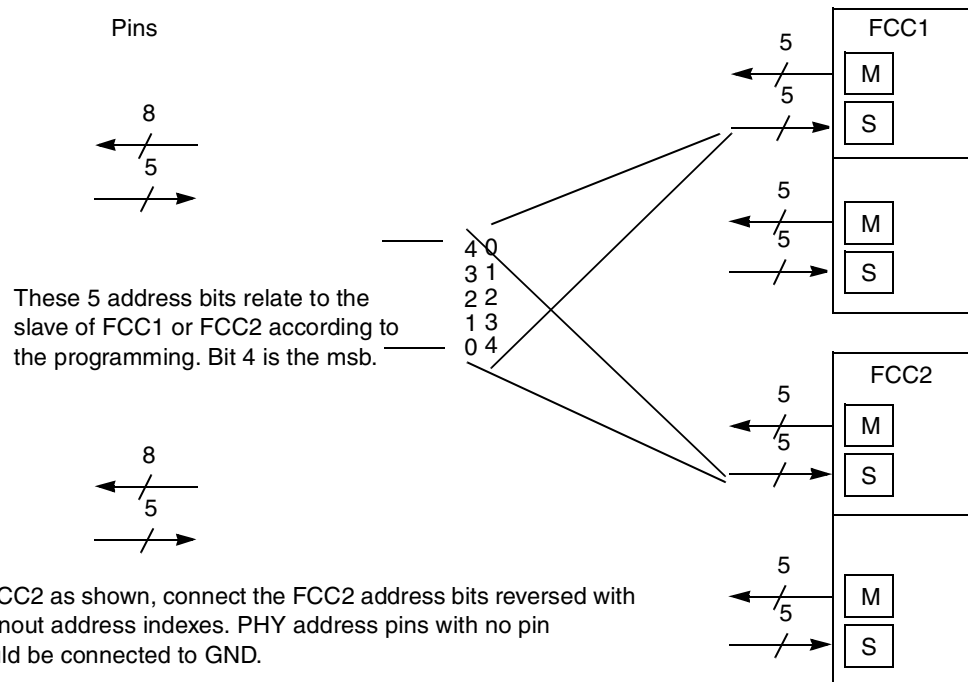 Pins
FCC1
5
M
5
S
8
5
5
M
5
S
4 0
3 1
2 2
1 3
0 4
These 5 address bits relate to the
slave of FCC1 or FCC2 according to
the programming. Bit 4 is the msb.
FCC2
5
M
5
S
8
5
5
M
5
S
CC2 as shown, connect the FCC2 address bits reversed with
nout address indexes. PHY address pins with no pin
ld be connected to GND.